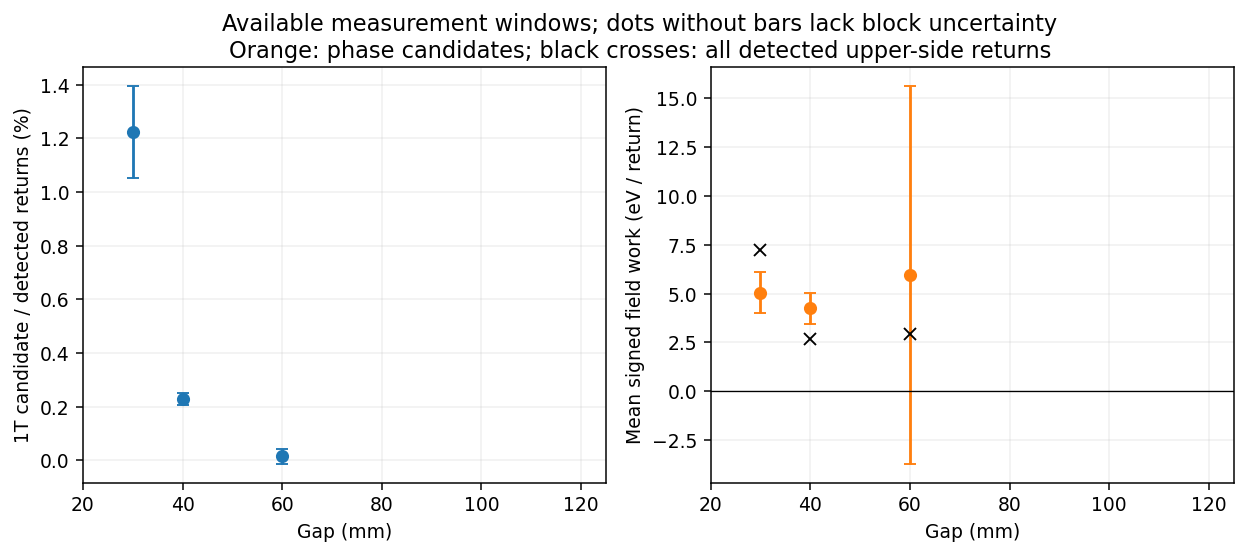 Available measurement windows; dots without bars lack block uncertainty
Orange: phase candidates; black crosses: all detected upper-side returns
1T candidate / detected returns (%)
1.4
1.2
1.0
0.8
0.6
0.4
0.2
0.0
20 40 60 80 100 120
Gap (mm)
Mean signed field work (eV / return)
15.0
12.5
10.0
7.5
5.0
2.5
0.0
−2.5
20 40 60 80 100 120
Gap (mm)